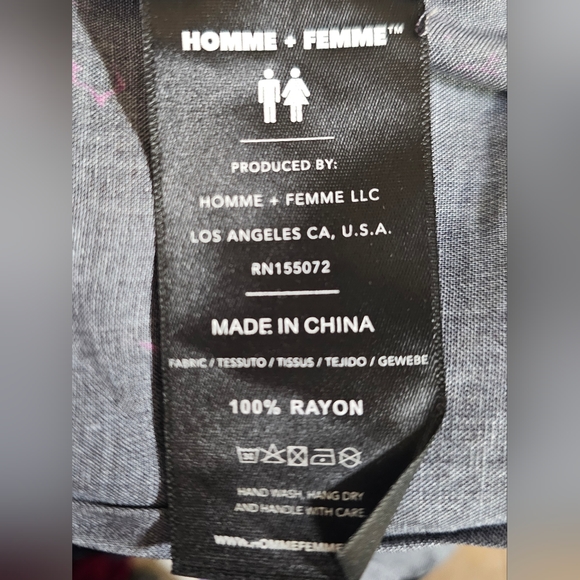 HOMME + FEMME™
PRODUCED BY:
HOMME + FEMME LLC
LOS ANGELES CA, U.S.A.
RN155072
MADE IN CHINA
FABRIC / TESSUTO / TISSUS / TEJIDO / GEWEBE
100% RAYON
HAND WASH, HANG DRY
AND HANDLE WITH CARE.